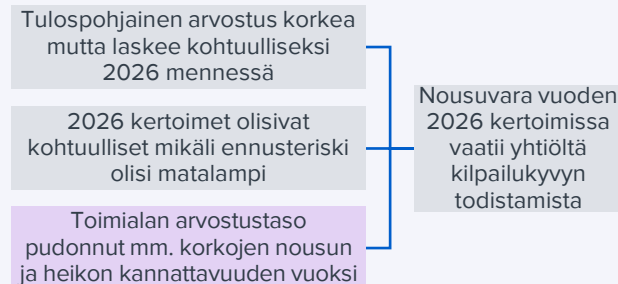 Tulospohjainen arvostus korkea
mutta laskee kohtuulliseksi
2026 mennessä
2026 kertoimet olisivat
kohtuulliset mikäli ennusteriski
olisi matalampi
Toimialan arvostustaso
pudonnut mm. korkojen nousun
ja heikon kannattavuuden vuoksi
Nousuvara vuoden
2026 kertoimissa
vaatii yhtiöltä
kilpailukyvyn
todistamista